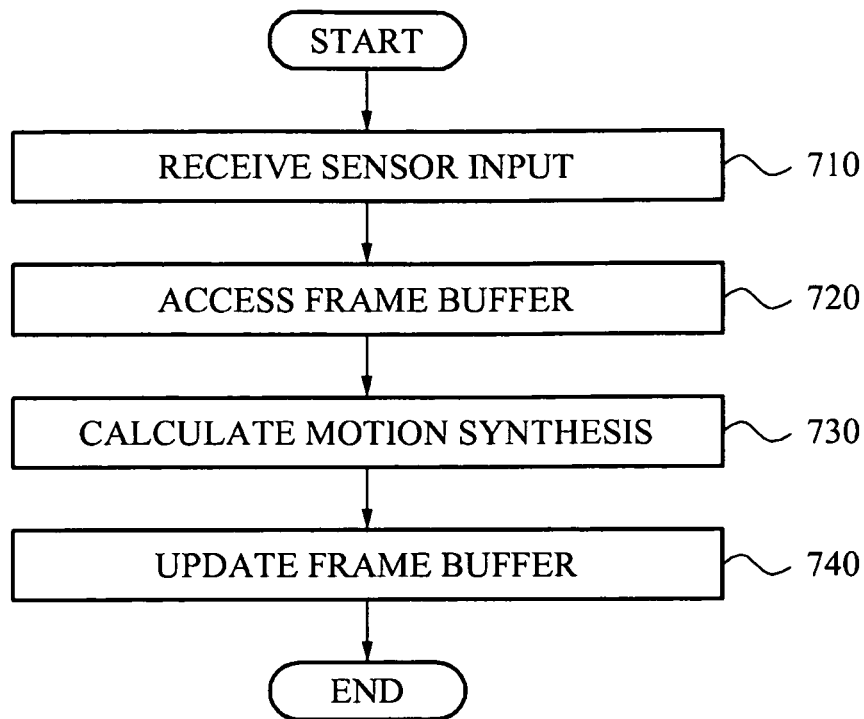 START
RECEIVE SENSOR INPUT 710
ACCESS FRAME BUFFER 720
CALCULATE MOTION SYNTHESIS 730
UPDATE FRAME BUFFER 740
END